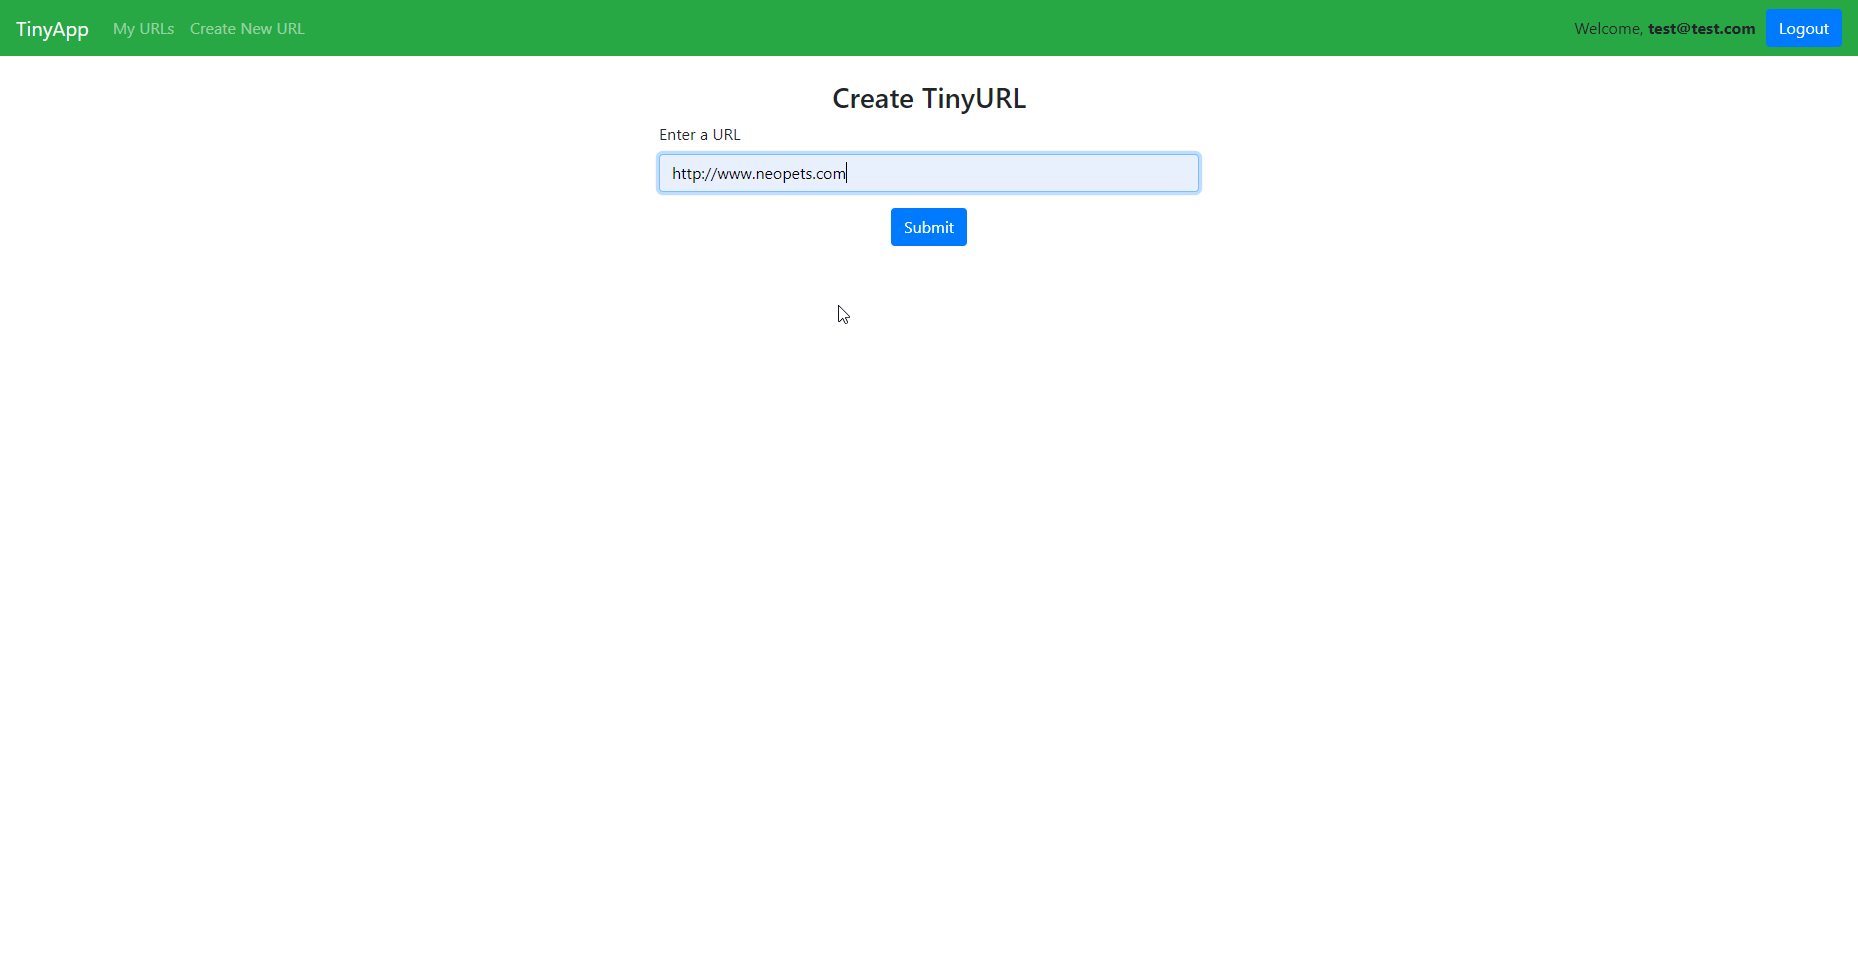 TinyApp My URLs Create New URL Welcome, test@test.com Logout
Create TinyURL
Enter a URL
http://www.neopets.com
Submit